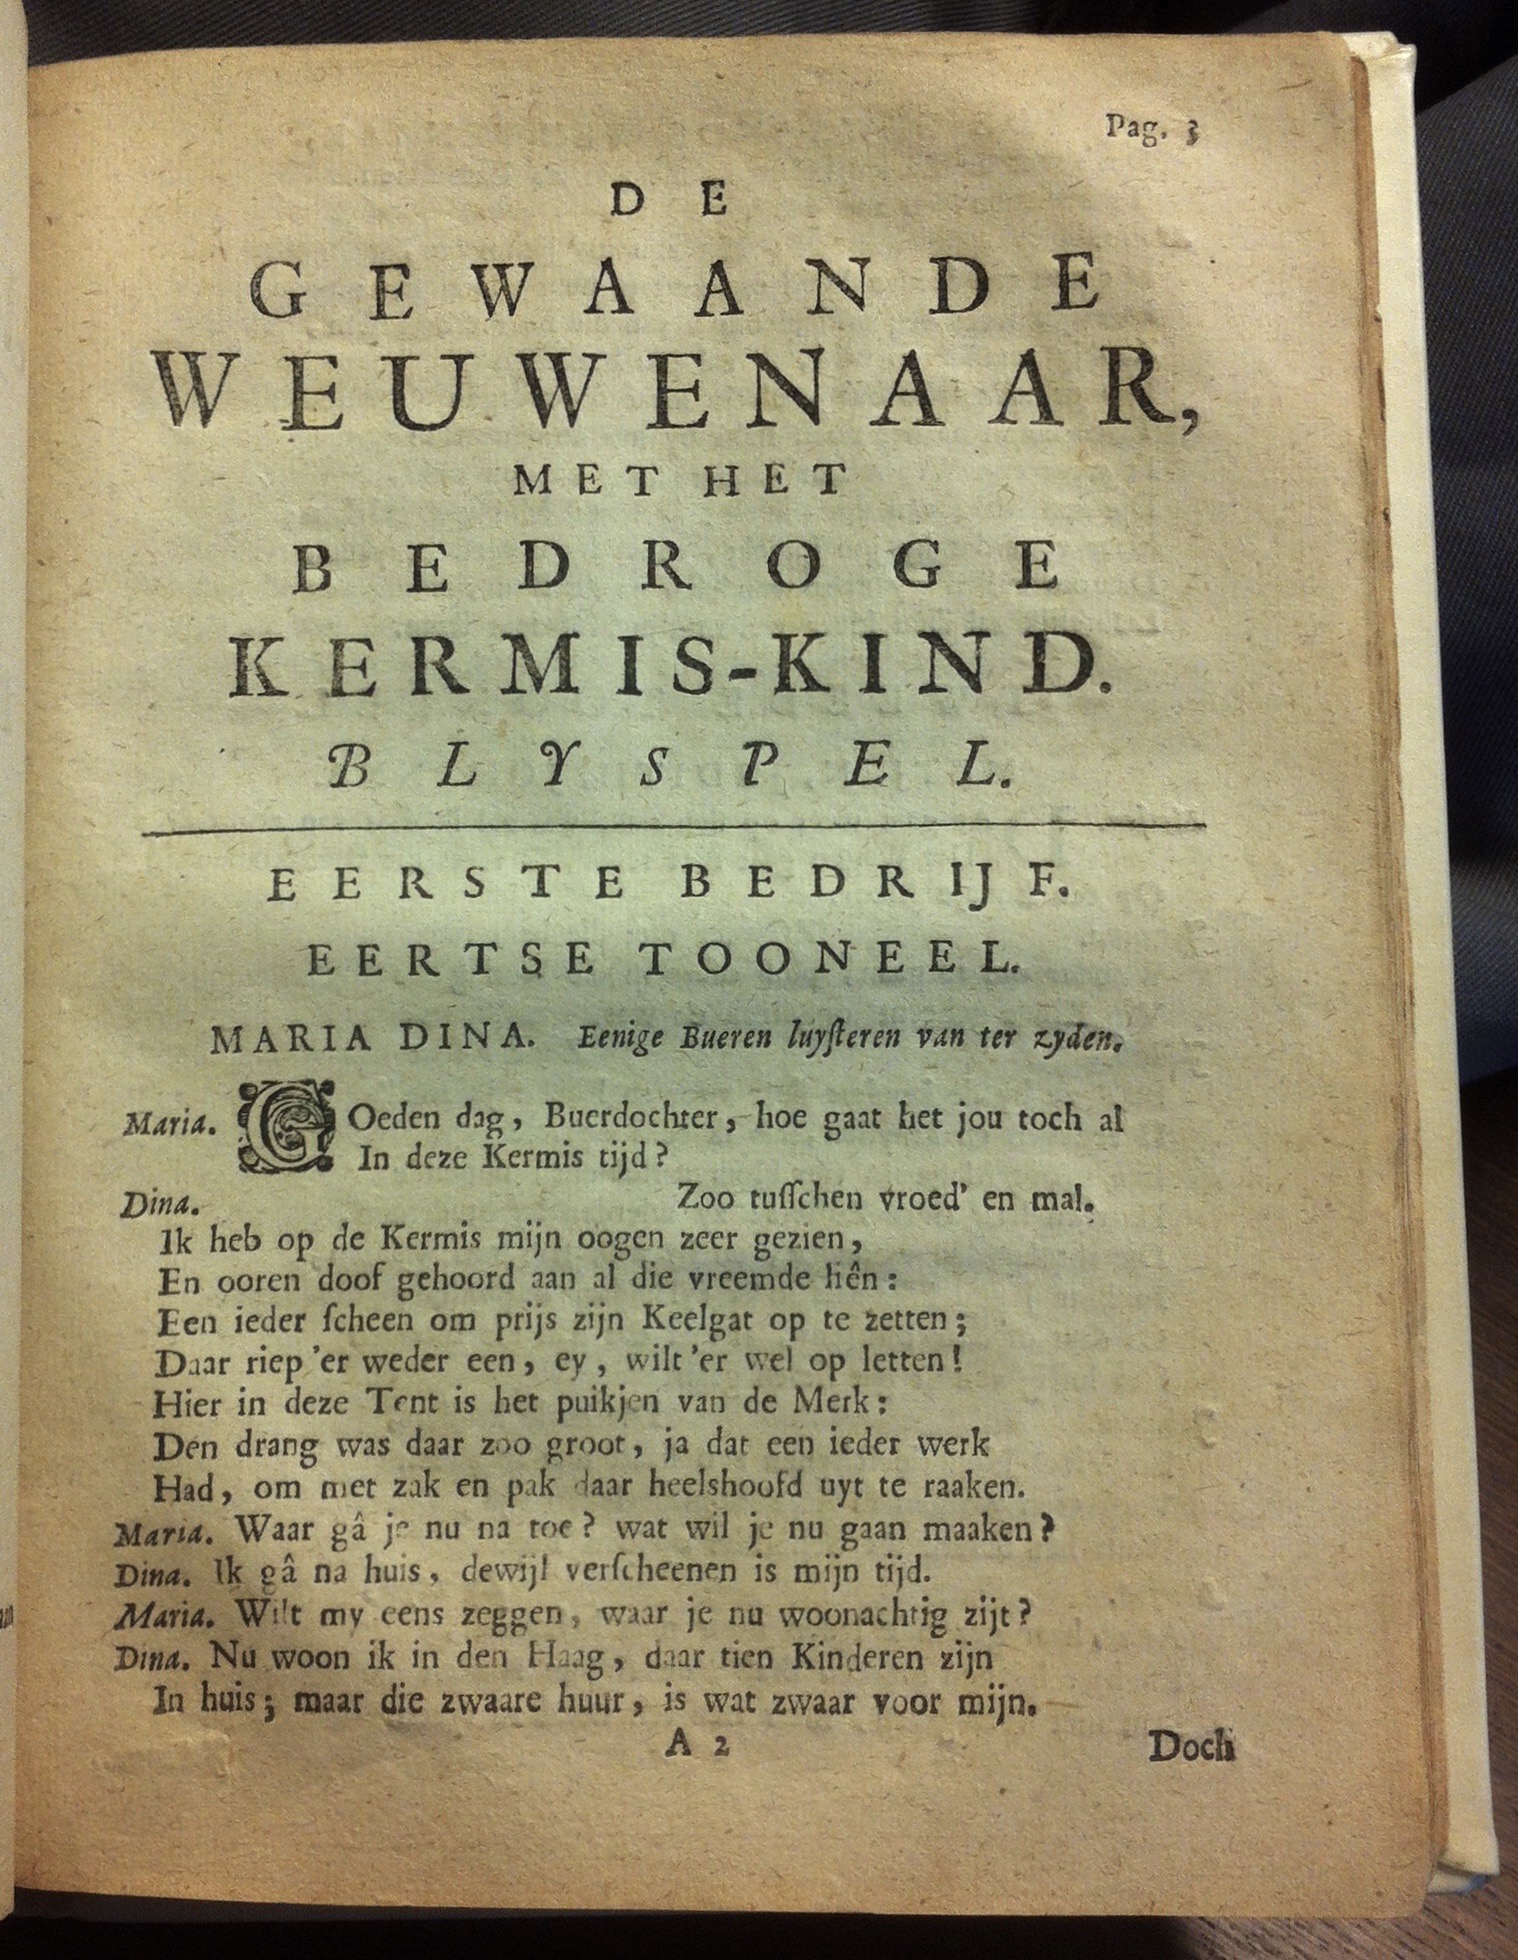 Pag. 3
DE
GEWAANDE
WEUWENAAR,
MET HET
BEDROGE
KERMIS-KIND.
BLYSPEL.
EERSTE BEDRIJF.
EERTSE TOONEEL.
MARIA DINA. Eenige Bueren luyſteren van ter zyden.
Maria. GOeden dag, Buerdochter, hoe gaat het jou toch al
In deze Kermis tijd?
Dina. Zoo tuſſchen vroed' en mal.
Ik heb op de Kermis mijn oogen zeer gezien,
En ooren doof gehoord aan al die vreemde liên:
Een ieder ſcheen om prijs zijn Keelgat op te zetten;
Daar riep 'er weder een, ey, wilt 'er wel op letten!
Hier in deze Tent is het puikjen van de Merk:
Den drang was daar zoo groot, ja dat een ieder werk
Had, om met zak en pak daar heelshoofd uyt te raaken.
Maria. Waar gâ je nu na toe? wat wil je nu gaan maaken?
Dina. Ik gâ na huis, dewijl verſcheenen is mijn tijd.
Maria. Wilt my eens zeggen, waar je nu woonachtig zijt?
Dina. Nu woon ik in den Haag, daar tien Kinderen zijn
In huis; maar die zwaare huur, is wat zwaar voor mijn.
A 2
Doch